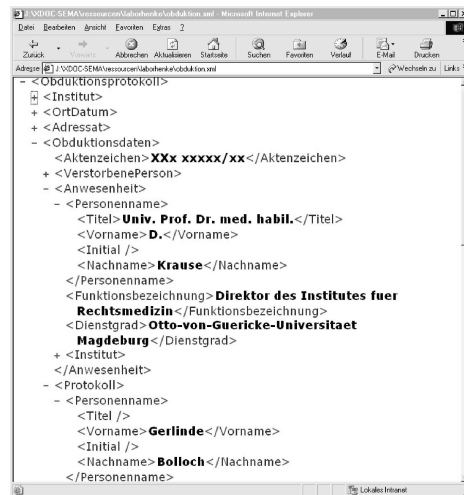 J:\XDOC-SEMA\ressourcen\laborhenke\obduktion.xml - Microsoft Internet Explorer
Datei Bearbeiten Ansicht Favoriten Extras ?
Zurück Vorwärts Abbrechen Aktualisieren Startseite Suchen Favoriten Verlauf E-Mail Drucken
Adresse J:\XDOC-SEMA\ressourcen\laborhenke\obduktion.xml Wechseln zu Links
- <Obduktionsprotokoll>
+ <Institut>
+ <OrtDatum>
+ <Adressat>
- <Obduktionsdaten>
<Aktenzeichen>XXx xxxxx/xx</Aktenzeichen>
+ <VerstorbenePerson>
- <Anwesenheit>
- <Personenname>
<Titel>Univ. Prof. Dr. med. habil.</Titel>
<Vorname>D.</Vorname>
<Initial />
<Nachname>Krause</Nachname>
</Personenname>
<Funktionsbezeichnung>Direktor des Institutes fuer
Rechtsmedizin</Funktionsbezeichnung>
<Dienstgrad>Otto-von-Guericke-Universitaet
Magdeburg</Dienstgrad>
+ <Institut>
</Anwesenheit>
- <Protokoll>
- <Personenname>
<Titel />
<Vorname>Gerlinde</Vorname>
<Initial />
<Nachname>Bolloch</Nachname>
</Personenname>
Lokales Intranet